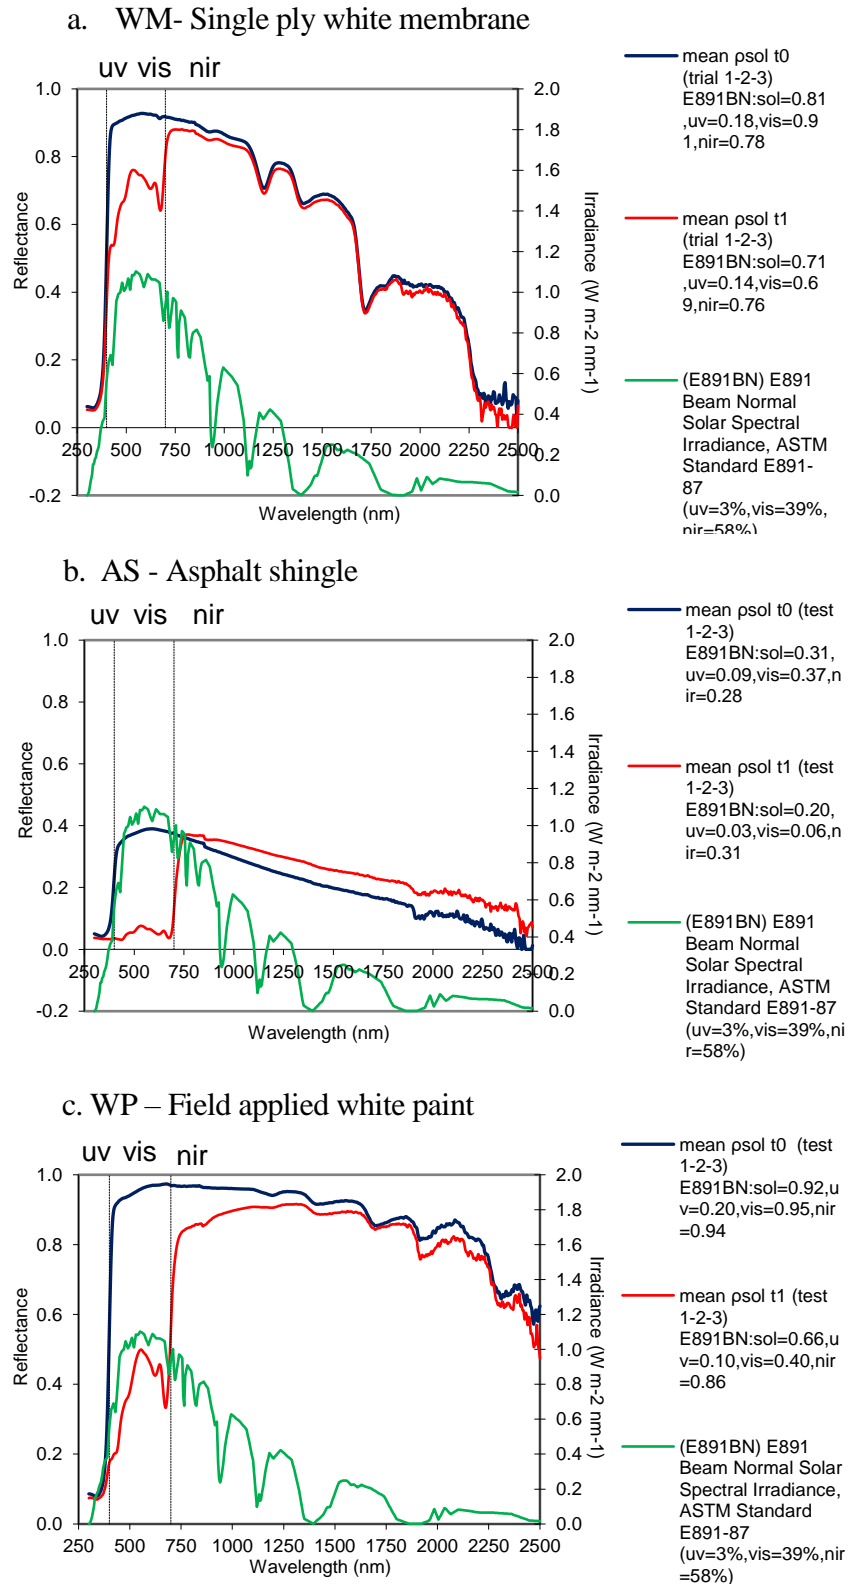 a. WM- Single ply white membrane
uv vis nir
1.0
0.8
0.6
0.4
0.2
0.0
-0.2
Reflectance
250 500 750 1000 1250 1500 1750 2000 2250 2500
Wavelength (nm)
2.0
1.8
1.6
1.4
1.2
1.0
0.8
0.6
0.4
0.2
0.0
Irradiance (W m-2 nm-1)
mean ρsol t0
(trial 1-2-3)
E891BN:sol=0.81
,uv=0.18,vis=0.9
1,nir=0.78
mean ρsol t1
(trial 1-2-3)
E891BN:sol=0.71
,uv=0.14,vis=0.6
9,nir=0.76
(E891BN) E891
Beam Normal
Solar Spectral
Irradiance, ASTM
Standard E891-
87
(uv=3%,vis=39%,
nir=58%)
b. AS - Asphalt shingle
uv vis nir
1.0
0.8
0.6
0.4
0.2
0.0
-0.2
Reflectance
250 500 750 1000 1250 1500 1750 2000 2250 2500
Wavelength (nm)
2.0
1.8
1.6
1.4
1.2
1.0
0.8
0.6
0.4
0.2
0.0
Irradiance (W m-2 nm-1)
mean ρsol t0 (test
1-2-3)
E891BN:sol=0.31,
uv=0.09,vis=0.37,n
ir=0.28
mean ρsol t1 (test
1-2-3)
E891BN:sol=0.20,
uv=0.03,vis=0.06,n
ir=0.31
(E891BN) E891
Beam Normal
Solar Spectral
Irradiance, ASTM
Standard E891-87
(uv=3%,vis=39%,ni
r=58%)
c. WP – Field applied white paint
uv vis nir
1.0
0.8
0.6
0.4
0.2
0.0
Reflectance
250 500 750 1000 1250 1500 1750 2000 2250 2500
Wavelength (nm)
2.0
1.8
1.6
1.4
1.2
1.0
0.8
0.6
0.4
0.2
0.0
Irradiance (W m-2 nm-1)
mean ρsol t0 (test
1-2-3)
E891BN:sol=0.92,u
v=0.20,vis=0.95,nir
=0.94
mean ρsol t1 (test
1-2-3)
E891BN:sol=0.66,u
v=0.10,vis=0.40,nir
=0.86
(E891BN) E891
Beam Normal Solar
Spectral Irradiance,
ASTM Standard
E891-87
(uv=3%,vis=39%,nir
=58%)